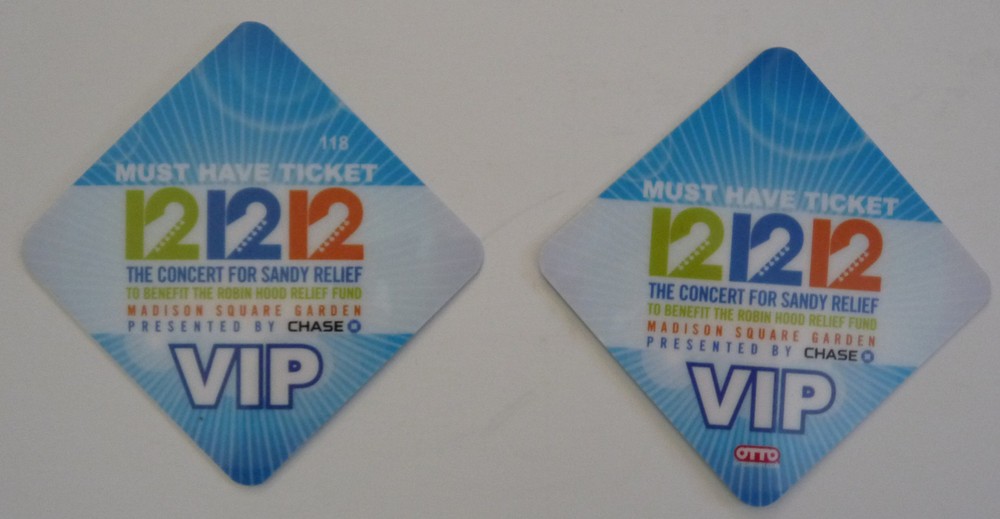 118
MUST HAVE TICKET
12 12 12
THE CONCERT FOR SANDY RELIEF
TO BENEFIT THE ROBIN HOOD RELIEF FUND
MADISON SQUARE GARDEN
PRESENTED BY CHASE
VIP
MUST HAVE TICKET
12 12 12
THE CONCERT FOR SANDY RELIEF
TO BENEFIT THE ROBIN HOOD RELIEF FUND
MADISON SQUARE GARDEN
PRESENTED BY CHASE
VIP
OTTO